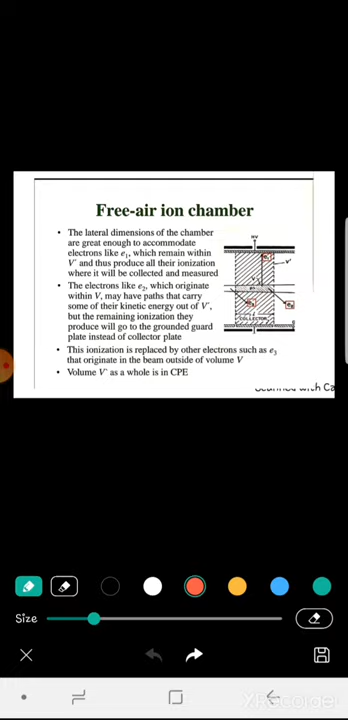 Free-air ion chamber
• The lateral dimensions of the chamber
are great enough to accommodate
electrons like e1, which remain within
V' and thus produce all their ionization
where it will be collected and measured
• The electrons like e2, which originate
within V, may have paths that carry
some of their kinetic energy out of V',
but the remaining ionization they
produce will go to the grounded guard
plate instead of collector plate
• This ionization is replaced by other electrons such as e3
that originate in the beam outside of volume V
• Volume V' as a whole is in CPE
HV
V'
V
COLLECTOR
Scanned with Ca
Size
XRecorder